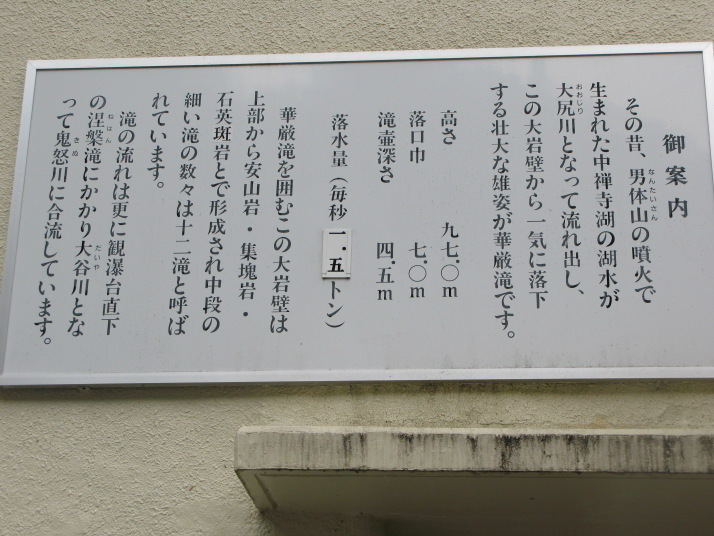 御案内
その昔、男体山の噴火で
生まれた中禅寺湖の湖水が
大尻川となって流れ出し、
この大岩壁から一気に落下
する壮大な雄姿が華厳滝です。
高さ 九七.〇m
落口巾 七.〇m
滝壷深さ 四.五m
落水量（毎秒 一.五トン）
華厳滝を囲むこの大岩壁は
上部から安山岩・集塊岩・
石英斑岩とで形成され中段の
細い滝の数々は十二滝と呼ば
れています。
滝の流れは更に観瀑台直下
の涅槃滝にかかり大谷川とな
って鬼怒川に合流しています。